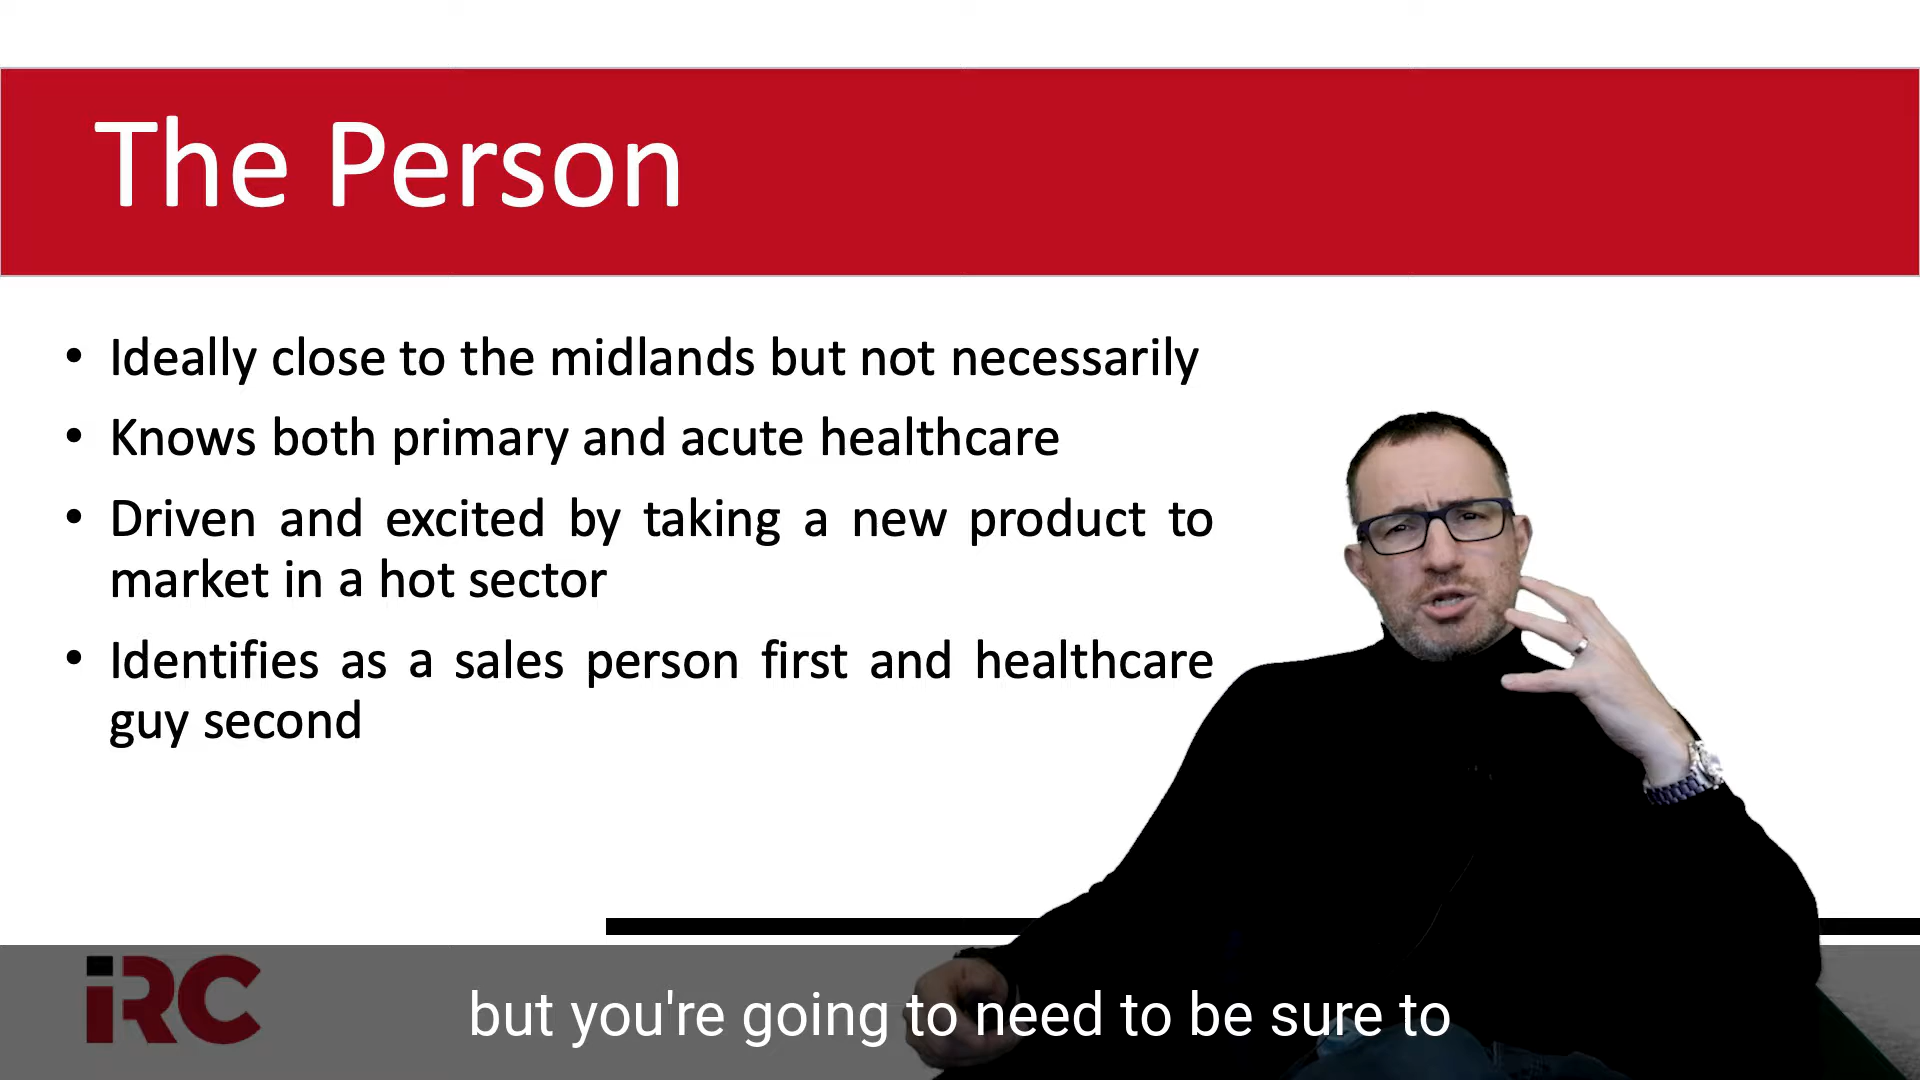 The Person
• Ideally close to the midlands but not necessarily
• Knows both primary and acute healthcare
• Driven and excited by taking a new product to
market in a hot sector
• Identifies as a sales person first and healthcare
guy second
iRC
but you're going to need to be sure to